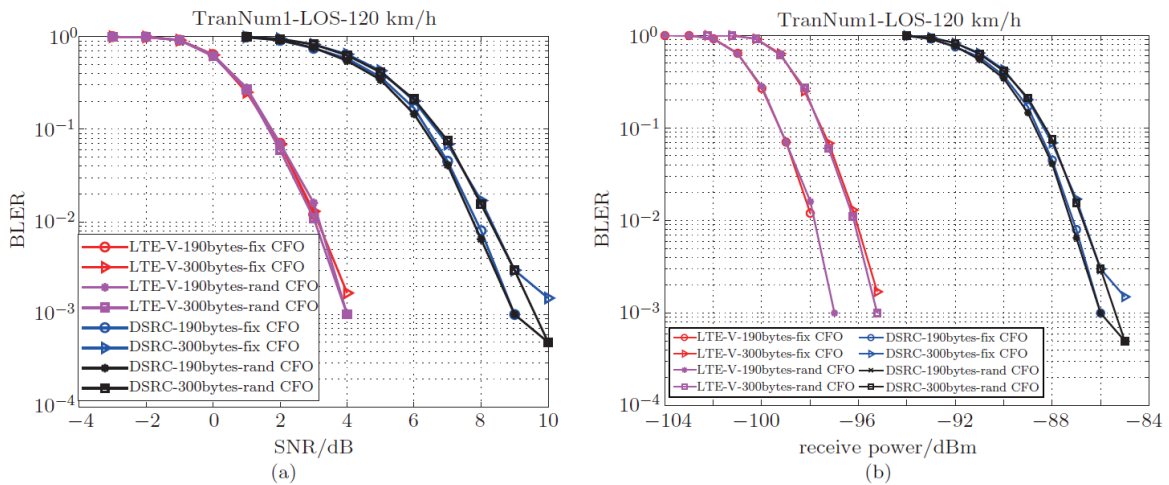 TranNum1-LOS-120 km/h
10^0
10^-1
10^-2
10^-3
10^-4
BLER
LTE-V-190bytes-fix CFO
LTE-V-300bytes-fix CFO
LTE-V-190bytes-rand CFO
LTE-V-300bytes-rand CFO
DSRC-190bytes-fix CFO
DSRC-300bytes-fix CFO
DSRC-190bytes-rand CFO
DSRC-300bytes-rand CFO
−4 −2 0 2 4 6 8 10
SNR/dB
(a)
TranNum1-LOS-120 km/h
10^0
10^-1
10^-2
10^-3
10^-4
BLER
LTE-V-190bytes-fix CFO DSRC-190bytes-fix CFO
LTE-V-300bytes-fix CFO DSRC-300bytes-fix CFO
LTE-V-190bytes-rand CFO DSRC-190bytes-rand CFO
LTE-V-300bytes-rand CFO DSRC-300bytes-rand CFO
−104 −100 −96 −92 −88 −84
receive power/dBm
(b)